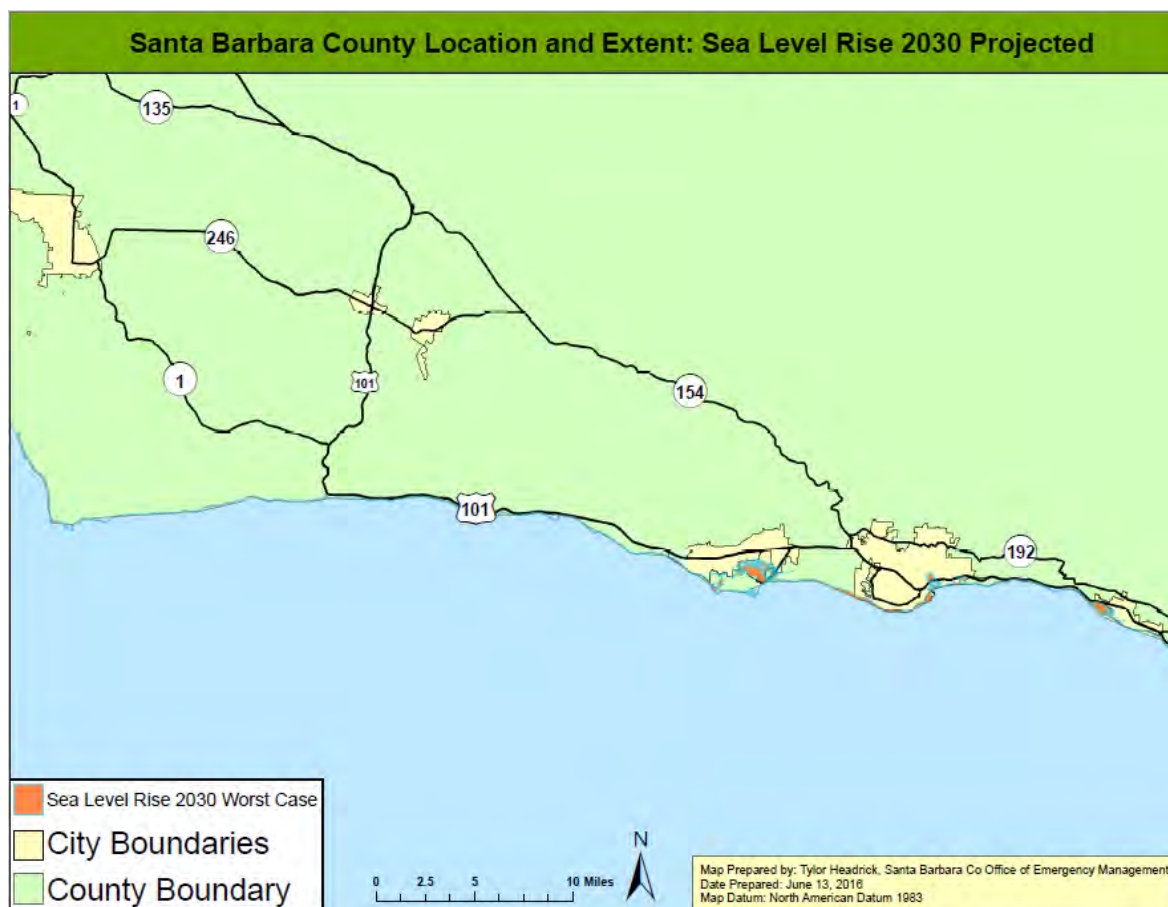 Santa Barbara County Location and Extent: Sea Level Rise 2030 Projected
1
135
246
101
1
154
101
192
Sea Level Rise 2030 Worst Case
City Boundaries
County Boundary
N
0 2.5 5 10 Miles
Map Prepared by: Tylor Headrick, Santa Barbara Co Office of Emergency Management
Date Prepared: June 13, 2016
Map Datum: North American Datum 1983